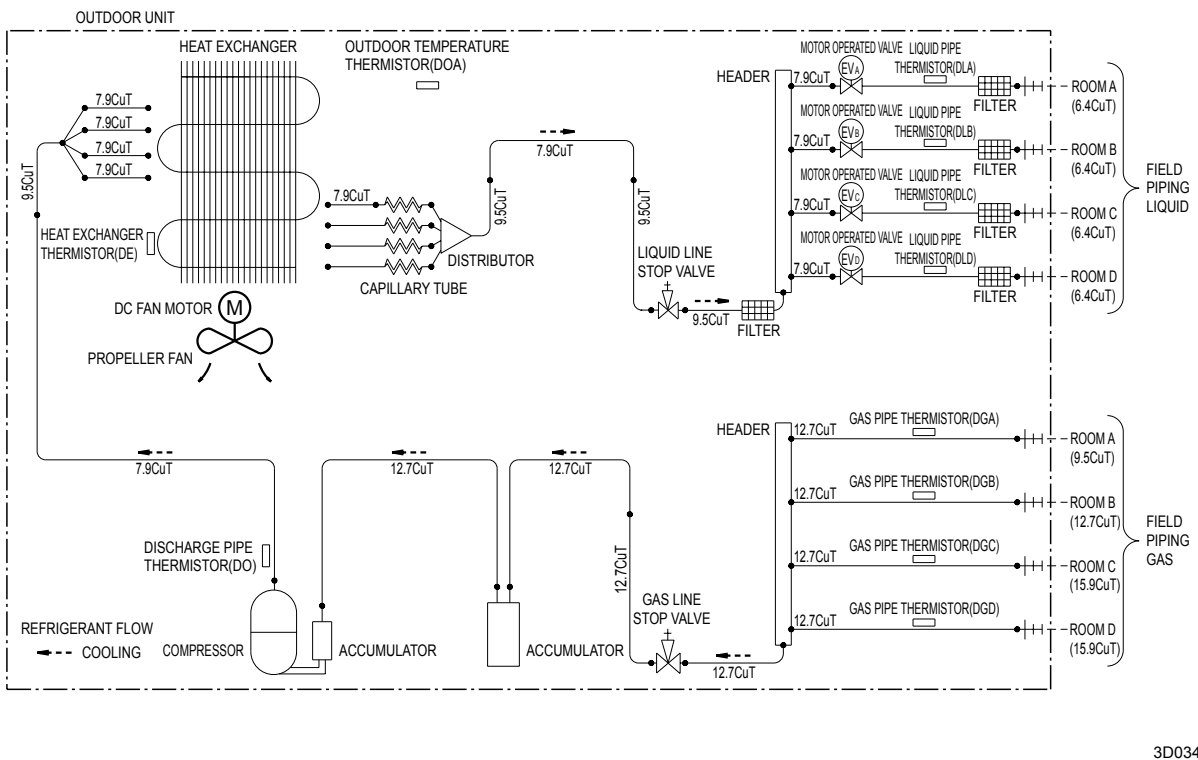 OUTDOOR UNIT
HEAT EXCHANGER
OUTDOOR TEMPERATURE
THERMISTOR(DOA)
7.9CuT
7.9CuT
7.9CuT
7.9CuT
9.5CuT
HEAT EXCHANGER
THERMISTOR(DE)
DC FAN MOTOR
M
PROPELLER FAN
7.9CuT
CAPILLARY TUBE
DISTRIBUTOR
9.5CuT
7.9CuT
9.5CuT
LIQUID LINE
STOP VALVE
9.5CuT
FILTER
HEADER
MOTOR OPERATED VALVE
LIQUID PIPE
THERMISTOR(DLA)
7.9CuT
EVA
FILTER
ROOM A
(6.4CuT)
MOTOR OPERATED VALVE
LIQUID PIPE
THERMISTOR(DLB)
7.9CuT
EVB
FILTER
ROOM B
(6.4CuT)
MOTOR OPERATED VALVE
LIQUID PIPE
THERMISTOR(DLC)
7.9CuT
EVC
FILTER
ROOM C
(6.4CuT)
MOTOR OPERATED VALVE
LIQUID PIPE
THERMISTOR(DLD)
7.9CuT
EVD
FILTER
ROOM D
(6.4CuT)
FIELD
PIPING
LIQUID
7.9CuT
12.7CuT
12.7CuT
DISCHARGE PIPE
THERMISTOR(DO)
REFRIGERANT FLOW
COOLING
COMPRESSOR
ACCUMULATOR
ACCUMULATOR
12.7CuT
GAS LINE
STOP VALVE
12.7CuT
HEADER
12.7CuT
GAS PIPE THERMISTOR(DGA)
ROOM A
(9.5CuT)
12.7CuT
GAS PIPE THERMISTOR(DGB)
ROOM B
(12.7CuT)
12.7CuT
GAS PIPE THERMISTOR(DGC)
ROOM C
(15.9CuT)
12.7CuT
GAS PIPE THERMISTOR(DGD)
ROOM D
(15.9CuT)
FIELD
PIPING
GAS
3D034